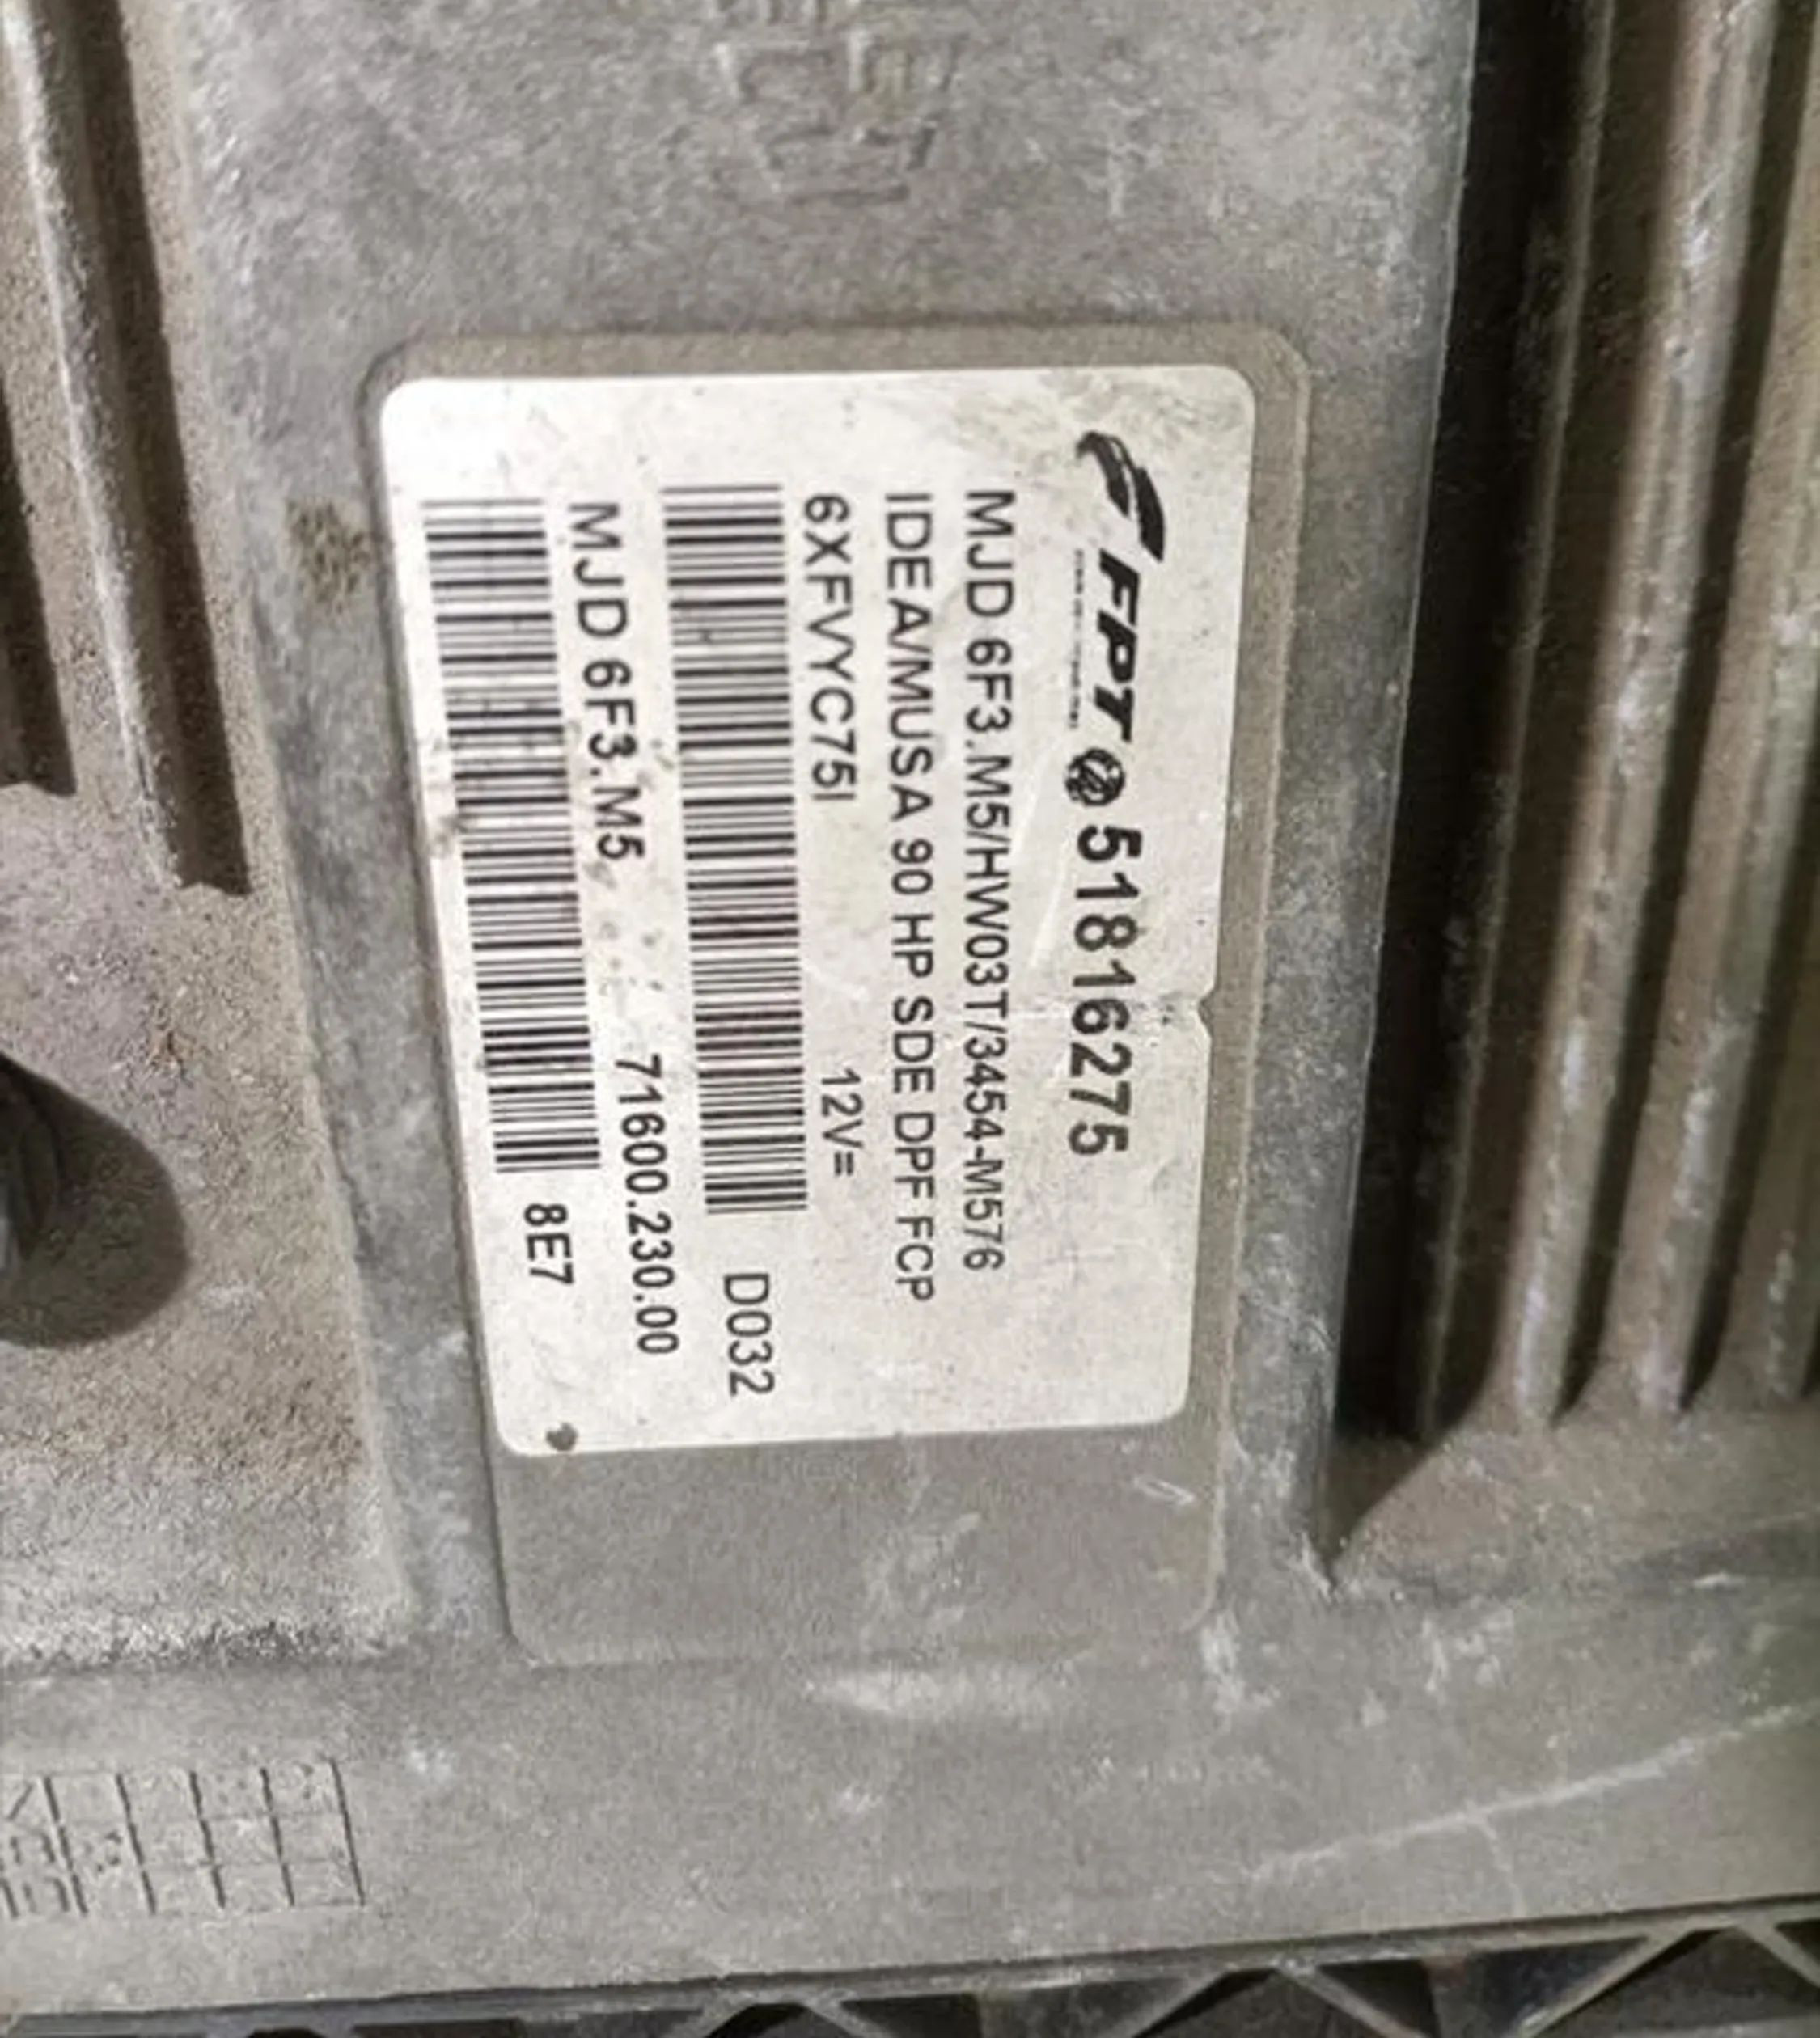 FPT 51816275
MJD 6F3.M5/HW03T/3454-M576
IDEA/MUSA 90 HP SDE DPF FCP
6XFVYC75I 12V=
D032
MJD 6F3.M5 71600.230.00
8E7